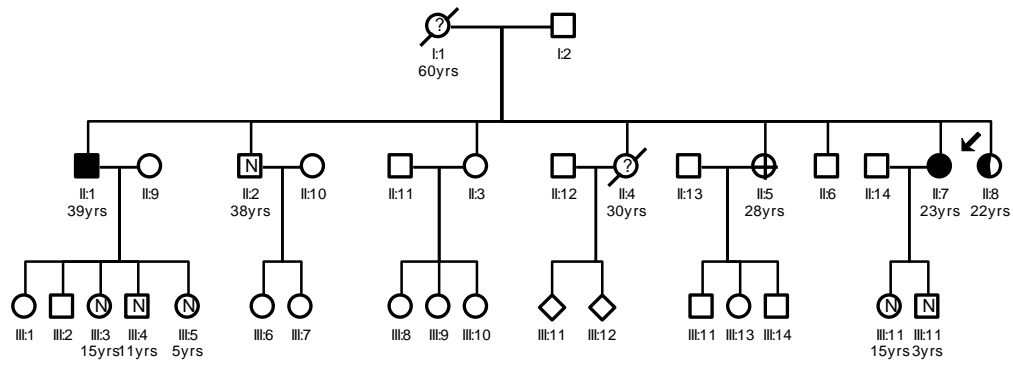 ?
I:1
60yrs
I:2
N
?
II:1
39yrs
II:9
II:2
38yrs
II:10
II:11
II:3
II:12
II:4
30yrs
II:13
II:5
28yrs
II:6
II:14
II:7
23yrs
II:8
22yrs
N
N
N
N
N
III:1
III:2
III:3
15yrs
III:4
11yrs
III:5
5yrs
III:6
III:7
III:8
III:9
III:10
III:11
III:12
III:11
III:13
III:14
III:11
15yrs
III:11
3yrs